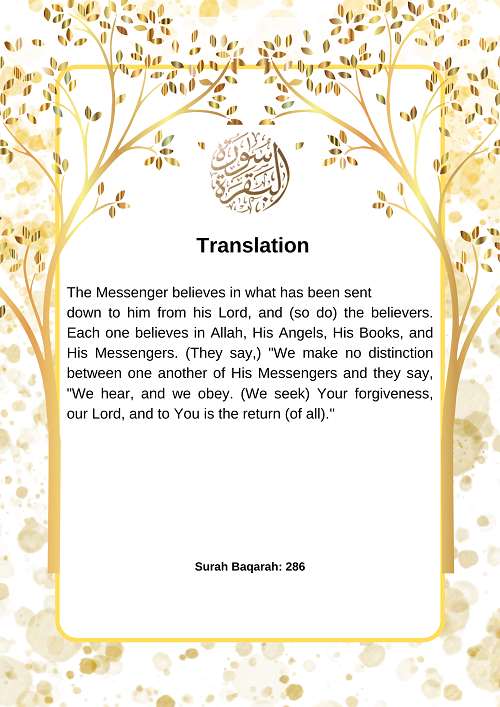 سورة
البقرة
Translation
The Messenger believes in what has been sent
down to him from his Lord, and (so do) the believers.
Each one believes in Allah, His Angels, His Books, and
His Messengers. (They say,) "We make no distinction
between one another of His Messengers and they say,
"We hear, and we obey. (We seek) Your forgiveness,
our Lord, and to You is the return (of all)."
Surah Baqarah: 286